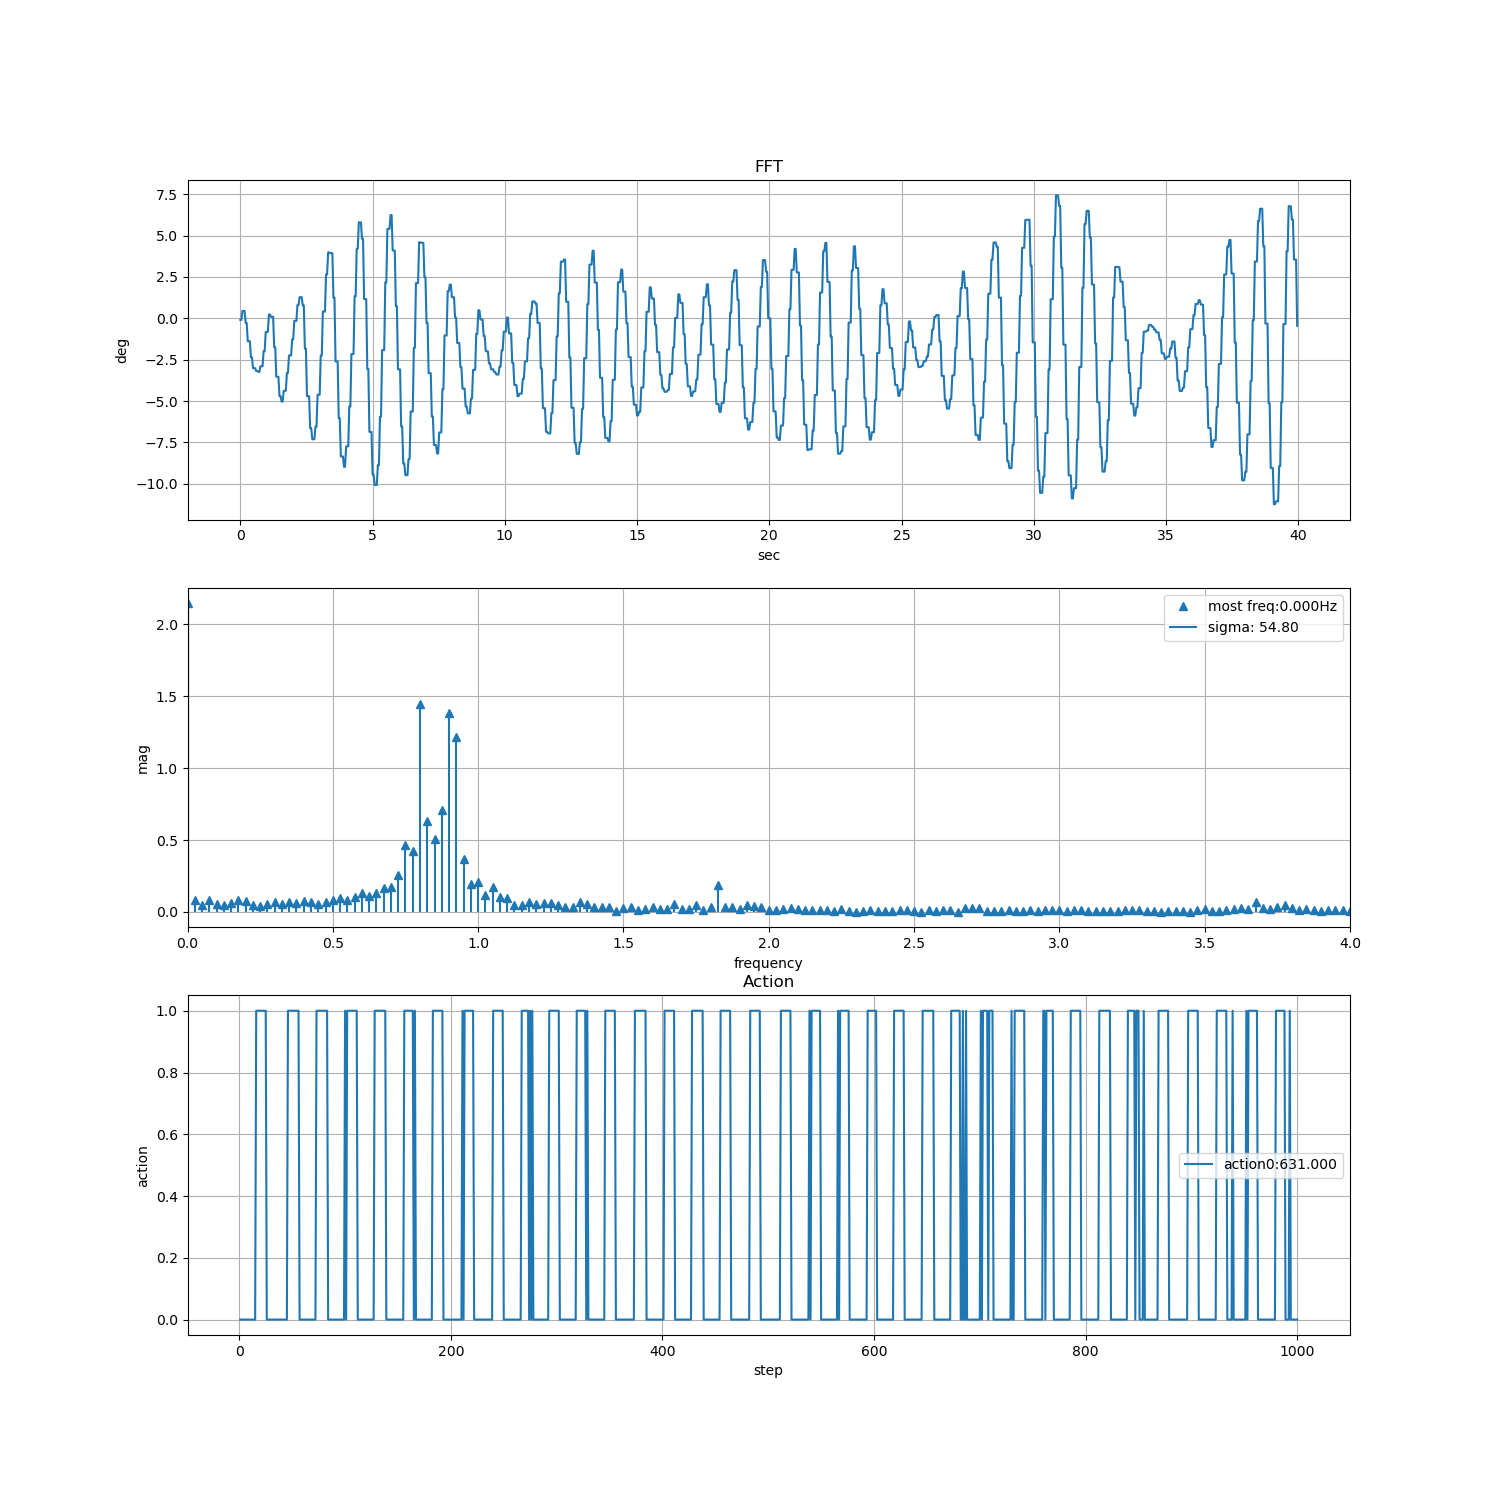 FFT
7.5
5.0
2.5
0.0
−2.5
−5.0
−7.5
−10.0
deg
0 5 10 15 20 25 30 35 40
sec
most freq:0.000Hz
sigma: 54.80
2.0
1.5
1.0
0.5
0.0
mag
0.0 0.5 1.0 1.5 2.0 2.5 3.0 3.5 4.0
frequency
Action
1.0
0.8
0.6
0.4
0.2
0.0
action
action0:631.000
0 200 400 600 800 1000
step